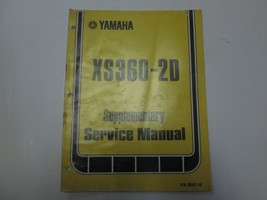 YAMAHA
XS360-2D
Supplementary
Service Manual